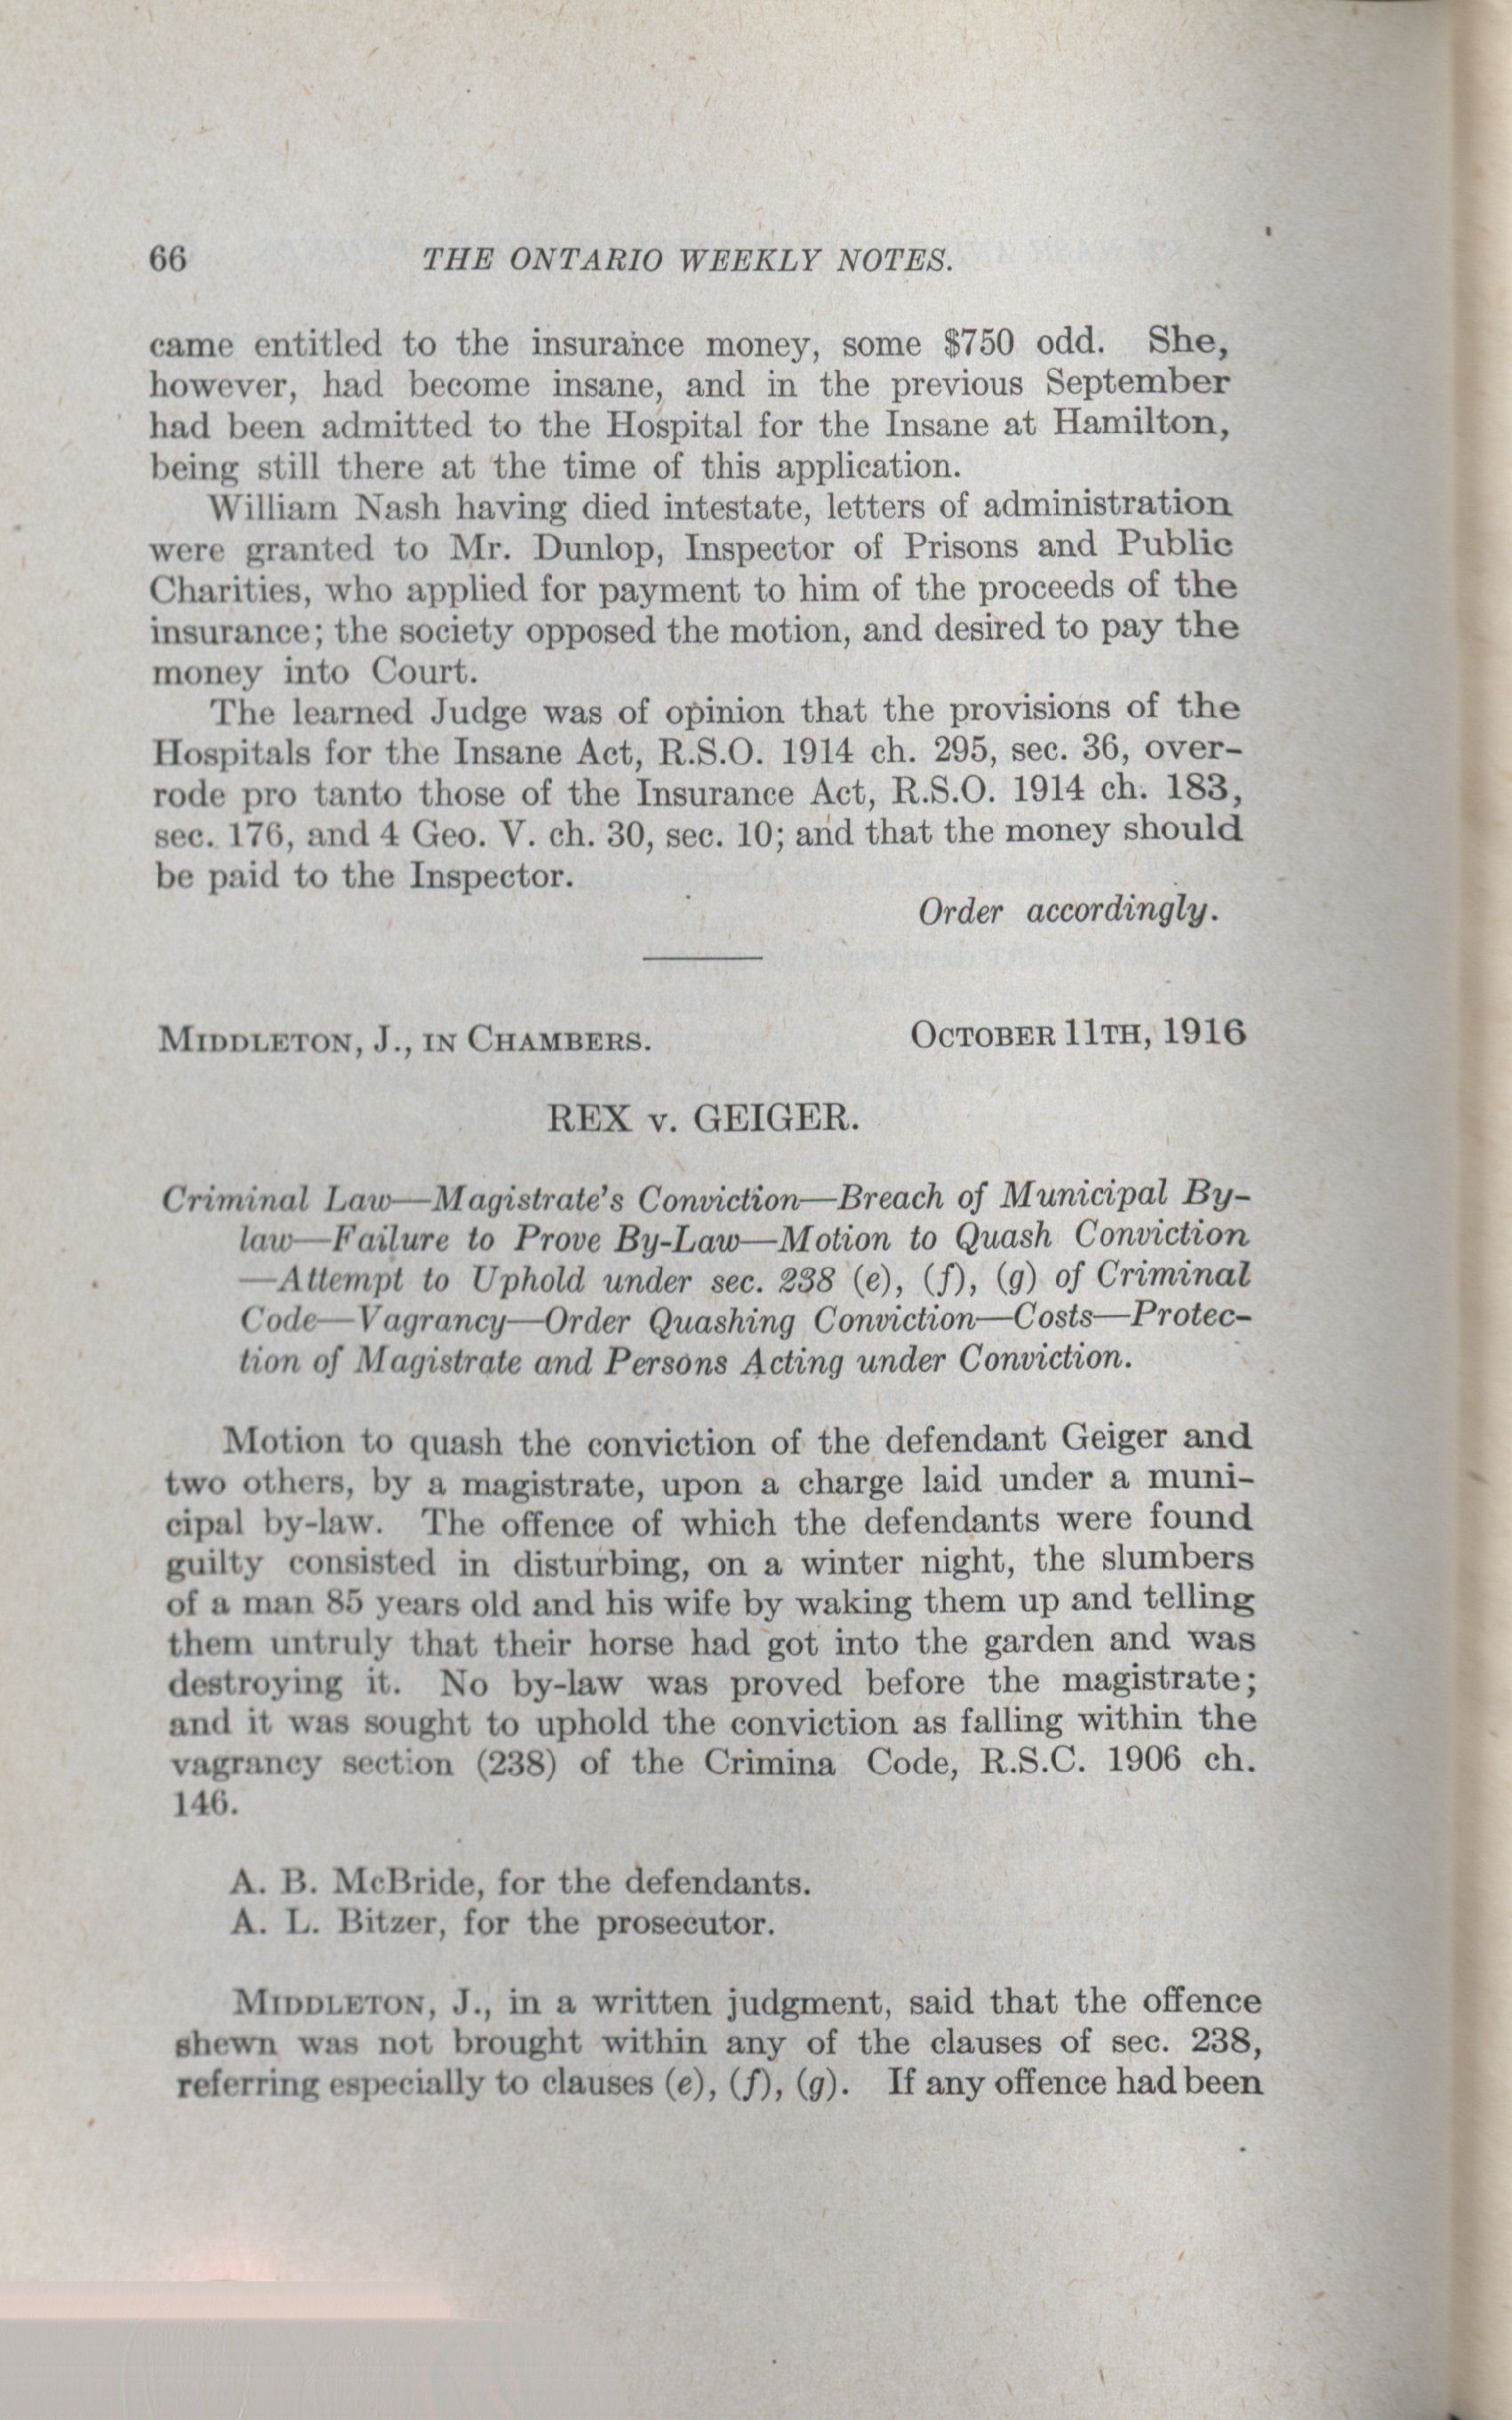 66 THE ONTARIO WEEKLY NOTES.
came entitled to the insurance money, some $750 odd. She,
however, had become insane, and in the previous September
had been admitted to the Hospital for the Insane at Hamilton,
being still there at the time of this application.
William Nash having died intestate, letters of administration
were granted to Mr. Dunlop, Inspector of Prisons and Public
Charities, who applied for payment to him of the proceeds of the
insurance; the society opposed the motion, and desired to pay the
money into Court.
The learned Judge was of opinion that the provisions of the
Hospitals for the Insane Act, R.S.O. 1914 ch. 295, sec. 36, over-
rode pro tanto those of the Insurance Act, R.S.O. 1914 ch. 183,
sec. 176, and 4 Geo. V. ch. 30, sec. 10; and that the money should
be paid to the Inspector.
Order accordingly.
MIDDLETON, J., IN CHAMBERS. OCTOBER 11TH, 1916
REX v. GEIGER.
Criminal Law—Magistrate's Conviction—Breach of Municipal By-
law—Failure to Prove By-Law—Motion to Quash Conviction
—Attempt to Uphold under sec. 238 (e), (f), (g) of Criminal
Code—Vagrancy—Order Quashing Conviction—Costs—Protec-
tion of Magistrate and Persons Acting under Conviction.
Motion to quash the conviction of the defendant Geiger and
two others, by a magistrate, upon a charge laid under a muni-
cipal by-law. The offence of which the defendants were found
guilty consisted in disturbing, on a winter night, the slumbers
of a man 85 years old and his wife by waking them up and telling
them untruly that their horse had got into the garden and was
destroying it. No by-law was proved before the magistrate;
and it was sought to uphold the conviction as falling within the
vagrancy section (238) of the Crimina Code, R.S.C. 1906 ch.
146.
A. B. McBride, for the defendants.
A. L. Bitzer, for the prosecutor.
MIDDLETON, J., in a written judgment, said that the offence
shewn was not brought within any of the clauses of sec. 238,
referring especially to clauses (e), (f), (g). If any offence had been